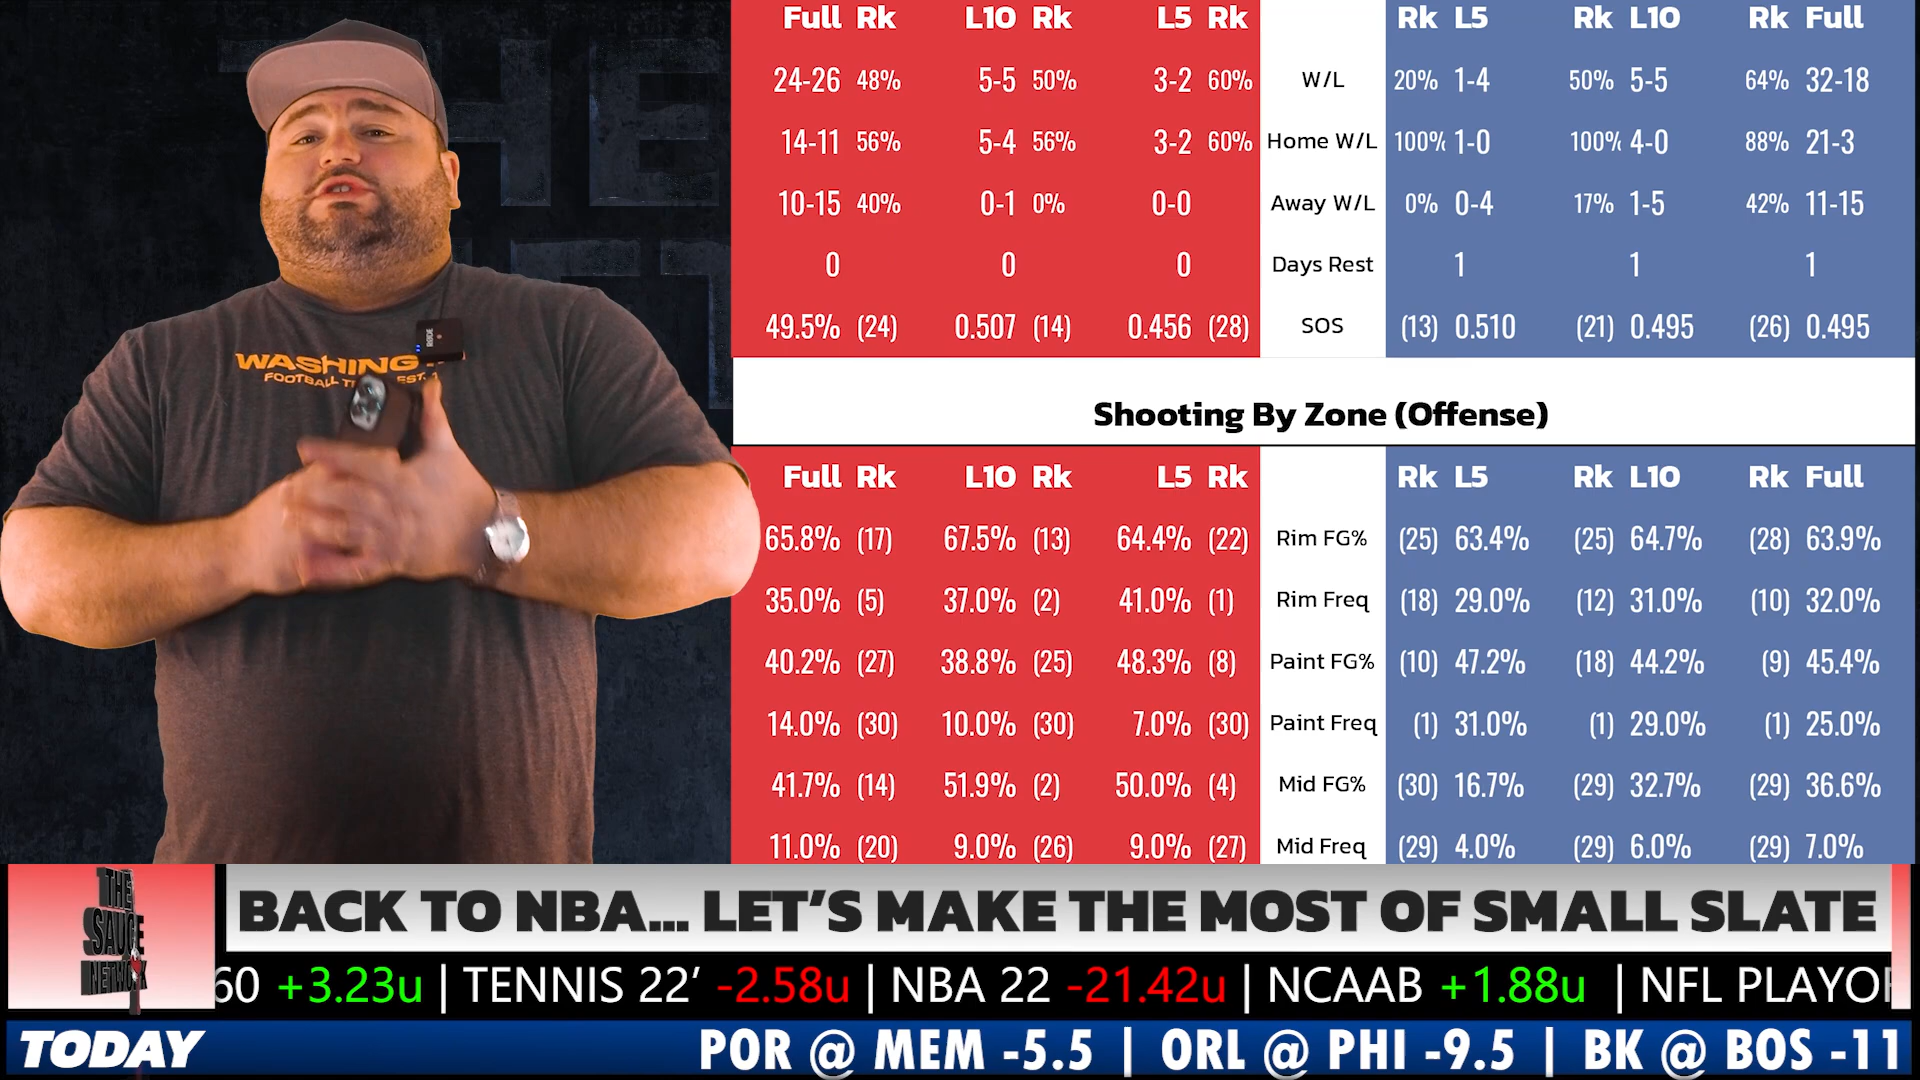 Full Rk L10 Rk L5 Rk Rk L5 Rk L10 Rk Full
24-26 48% 5-5 50% 3-2 60% W/L 20% 1-4 50% 5-5 64% 32-18
14-11 56% 5-4 56% 3-2 60% Home W/L 100% 1-0 100% 4-0 88% 21-3
10-15 40% 0-1 0% 0-0 Away W/L 0% 0-4 17% 1-5 42% 11-15
0 0 0 Days Rest 1 1 1
49.5% (24) 0.507 (14) 0.456 (28) SOS (13) 0.510 (21) 0.495 (26) 0.495
Shooting By Zone (Offense)
Full Rk L10 Rk L5 Rk Rk L5 Rk L10 Rk Full
65.8% (17) 67.5% (13) 64.4% (22) Rim FG% (25) 63.4% (25) 64.7% (28) 63.9%
35.0% (5) 37.0% (2) 41.0% (1) Rim Freq (18) 29.0% (12) 31.0% (10) 32.0%
40.2% (27) 38.8% (25) 48.3% (8) Paint FG% (10) 47.2% (18) 44.2% (9) 45.4%
14.0% (30) 10.0% (30) 7.0% (30) Paint Freq (1) 31.0% (1) 29.0% (1) 25.0%
41.7% (14) 51.9% (2) 50.0% (4) Mid FG% (30) 16.7% (29) 32.7% (29) 36.6%
11.0% (20) 9.0% (26) 9.0% (27) Mid Freq (29) 4.0% (29) 6.0% (29) 7.0%
WASHING
FOOTBALL EST.
RØDE
THE
SAUCE
NETWORK
BACK TO NBA... LET'S MAKE THE MOST OF SMALL SLATE
60 +3.23u | TENNIS 22' -2.58u | NBA 22 -21.42u | NCAAB +1.88u | NFL PLAYO
TODAY POR @ MEM -5.5 | ORL @ PHI -9.5 | BK @ BOS -11